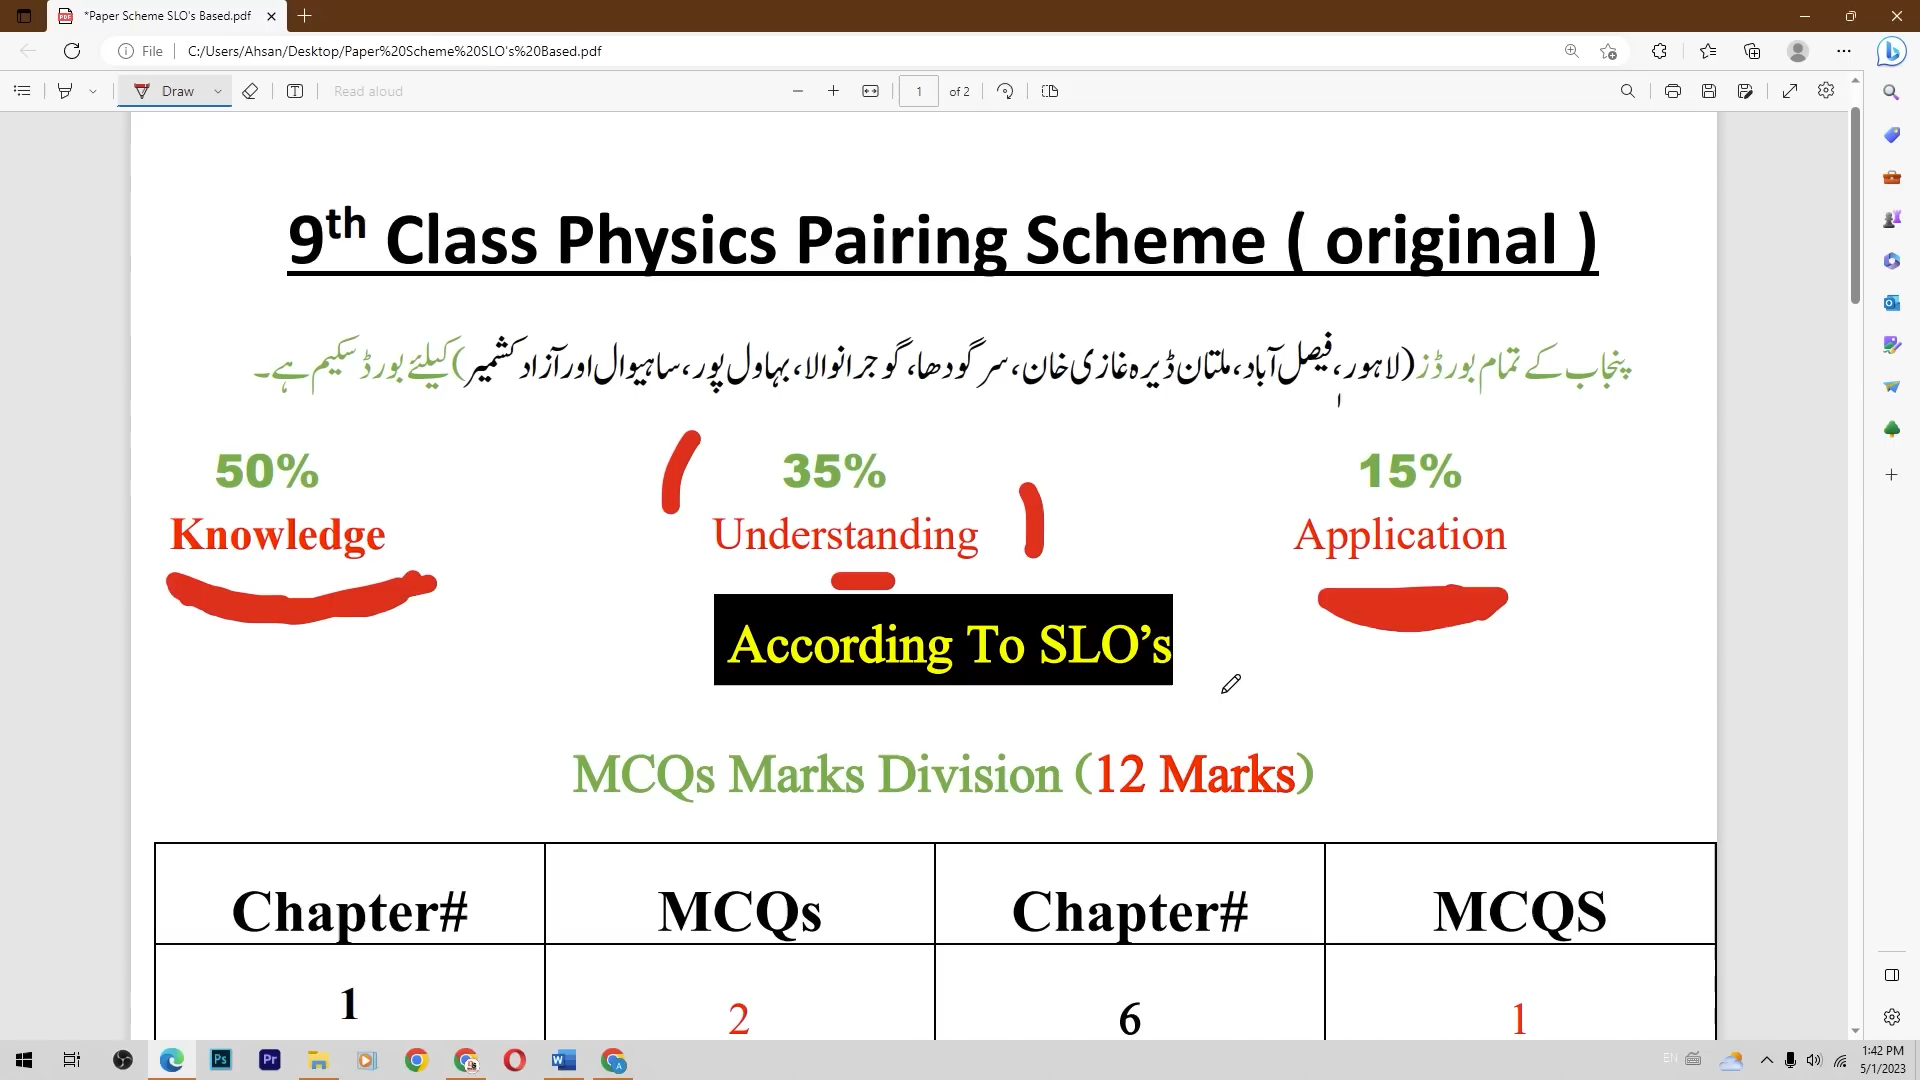 *Paper Scheme SLO's Based.pdf
File C:/Users/Ahsan/Desktop/Paper%20Scheme%20SLO's%20Based.pdf
Draw Read aloud 1 of 2
9th Class Physics Pairing Scheme ( original )
پنجاب کے تمام بورڈز (لاہور، فیصل آباد، ملتان ڈیرہ غازی خان، سرگودھا، گوجرانوالا، بہاول پور، ساہیوال اور آزاد کشمیر) کیلئے بورڈ سکیم ہے۔
50% 35% 15%
Knowledge Understanding Application
According To SLO’s
MCQs Marks Division (12 Marks)
Chapter# MCQs Chapter# MCQS
1 2 6 1
EN 1:42 PM
5/1/2023